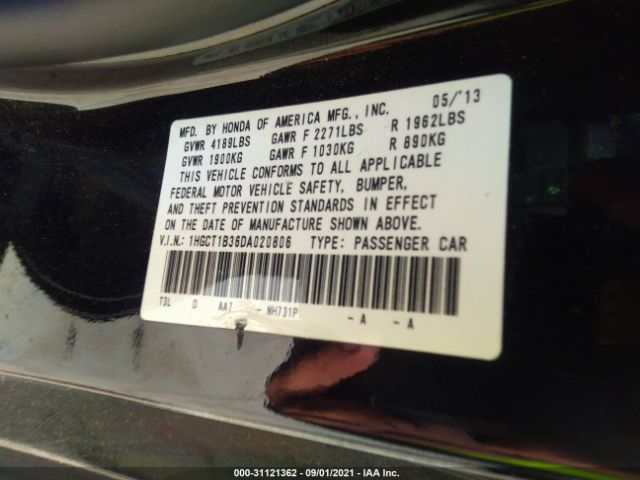 MFD. BY HONDA OF AMERICA MFG., INC. 05/'13
GVWR 4189LBS GAWR F 2271LBS R 1962LBS
GVWR 1900KG GAWR F 1030KG R 890KG
THIS VEHICLE CONFORMS TO ALL APPLICABLE
FEDERAL MOTOR VEHICLE SAFETY, BUMPER,
AND THEFT PREVENTION STANDARDS IN EFFECT
ON THE DATE OF MANUFACTURE SHOWN ABOVE.
V.I.N.: 1HGCT1B36DA020806 TYPE: PASSENGER CAR
T3L D AA7 - NH731P - A - A
000-31121362 - 09/01/2021 - IAA Inc.